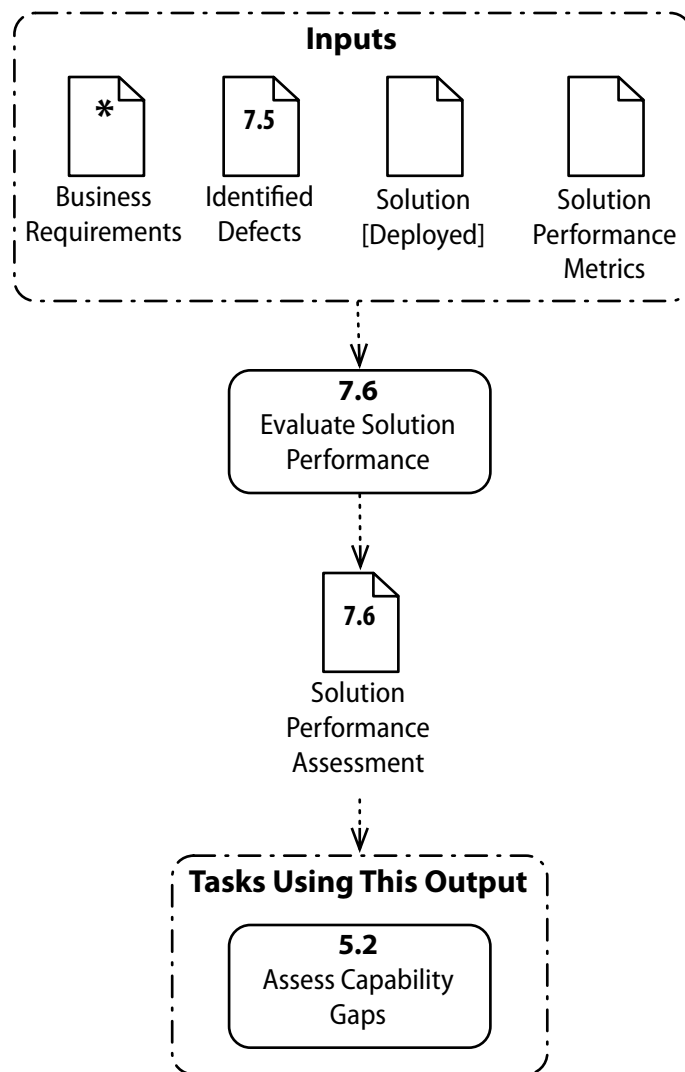 Inputs
*
7.5
Business
Requirements
Identified
Defects
Solution
[Deployed]
Solution
Performance
Metrics
7.6
Evaluate Solution
Performance
7.6
Solution
Performance
Assessment
Tasks Using This Output
5.2
Assess Capability
Gaps